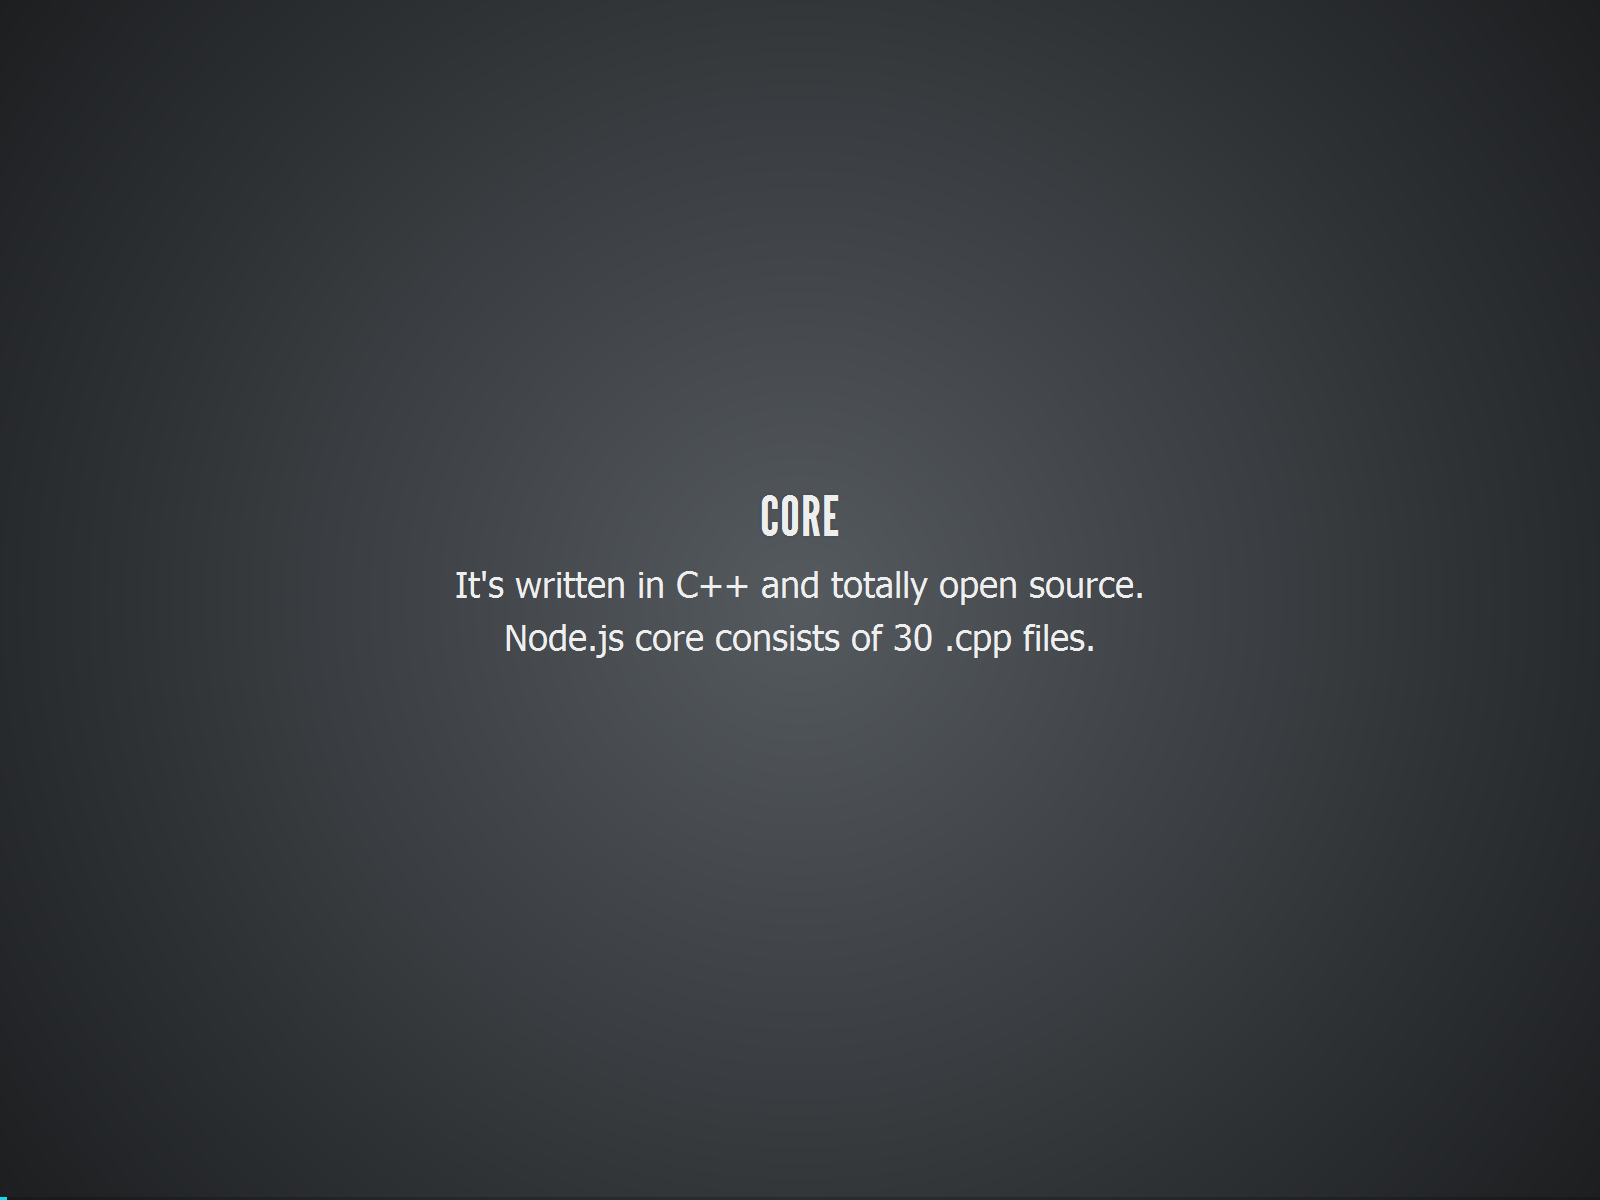 CORE
It's written in C++ and totally open source.
Node.js core consists of 30 .cpp files.